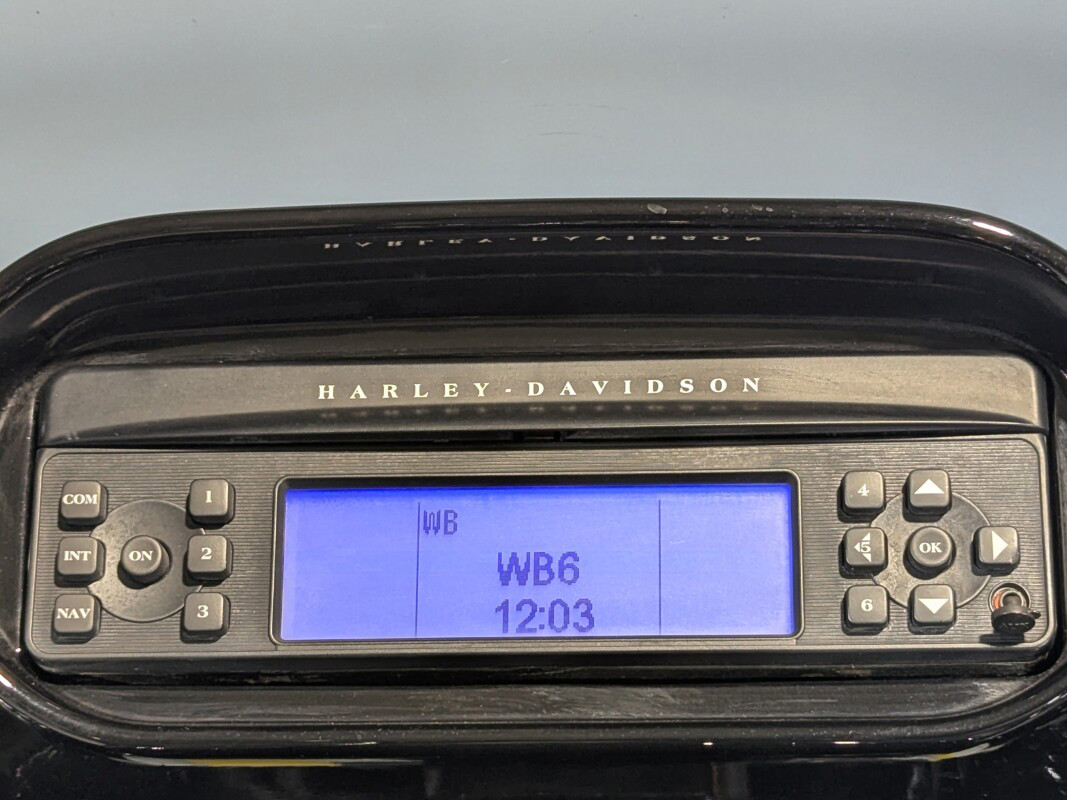 HARLEY-DAVIDSON
COM
1
INT
ON
2
NAV
3
WB
WB6
12:03
4
5
OK
6